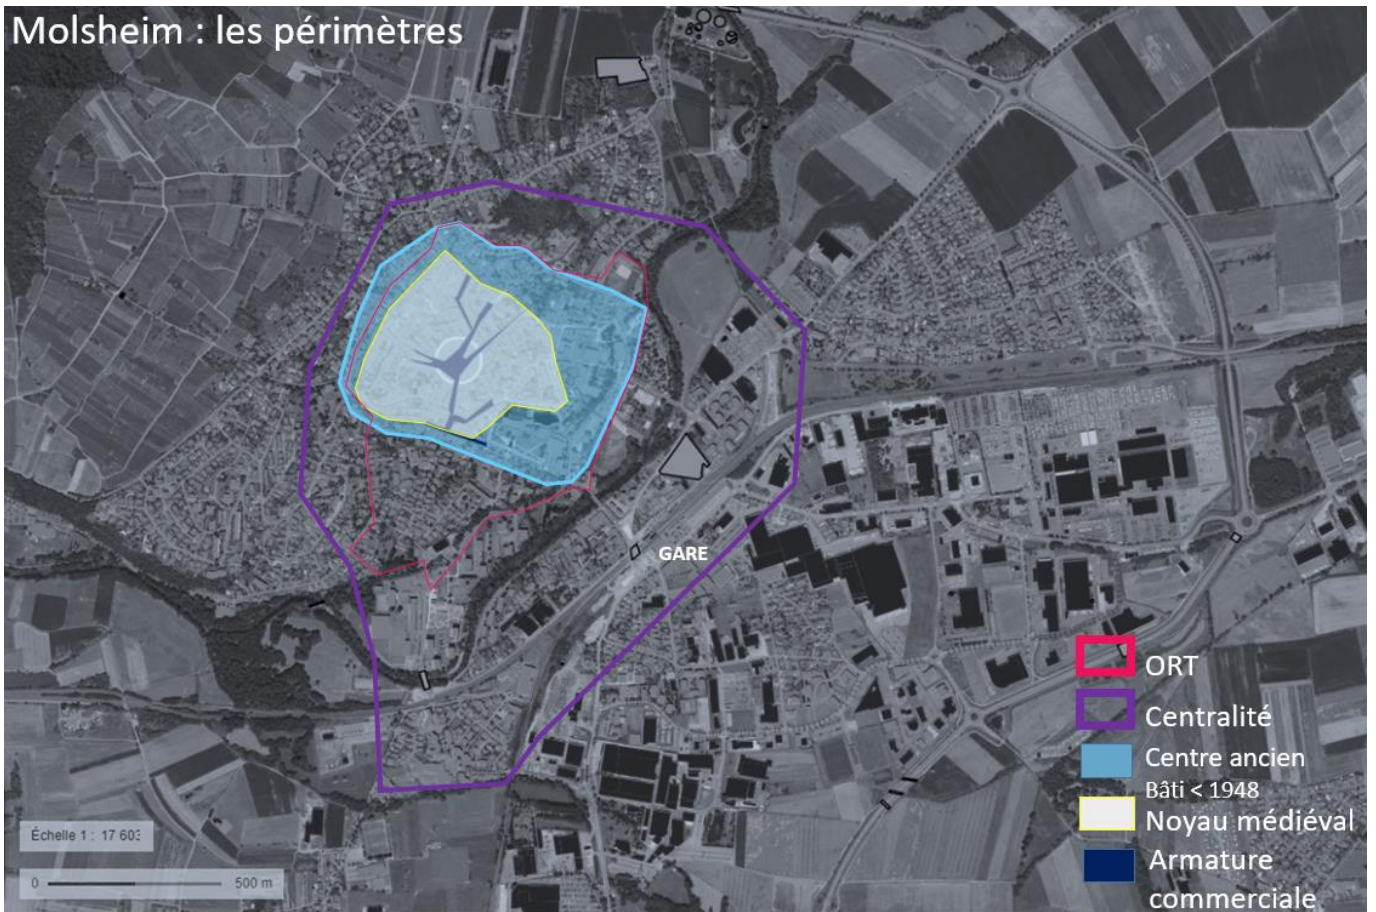 Molsheim : les périmètres
GARE
ORT
Centralité
Centre ancien
Bâti < 1948
Noyau médiéval
Armature
commerciale
Échelle 1 : 17 603
0 500 m